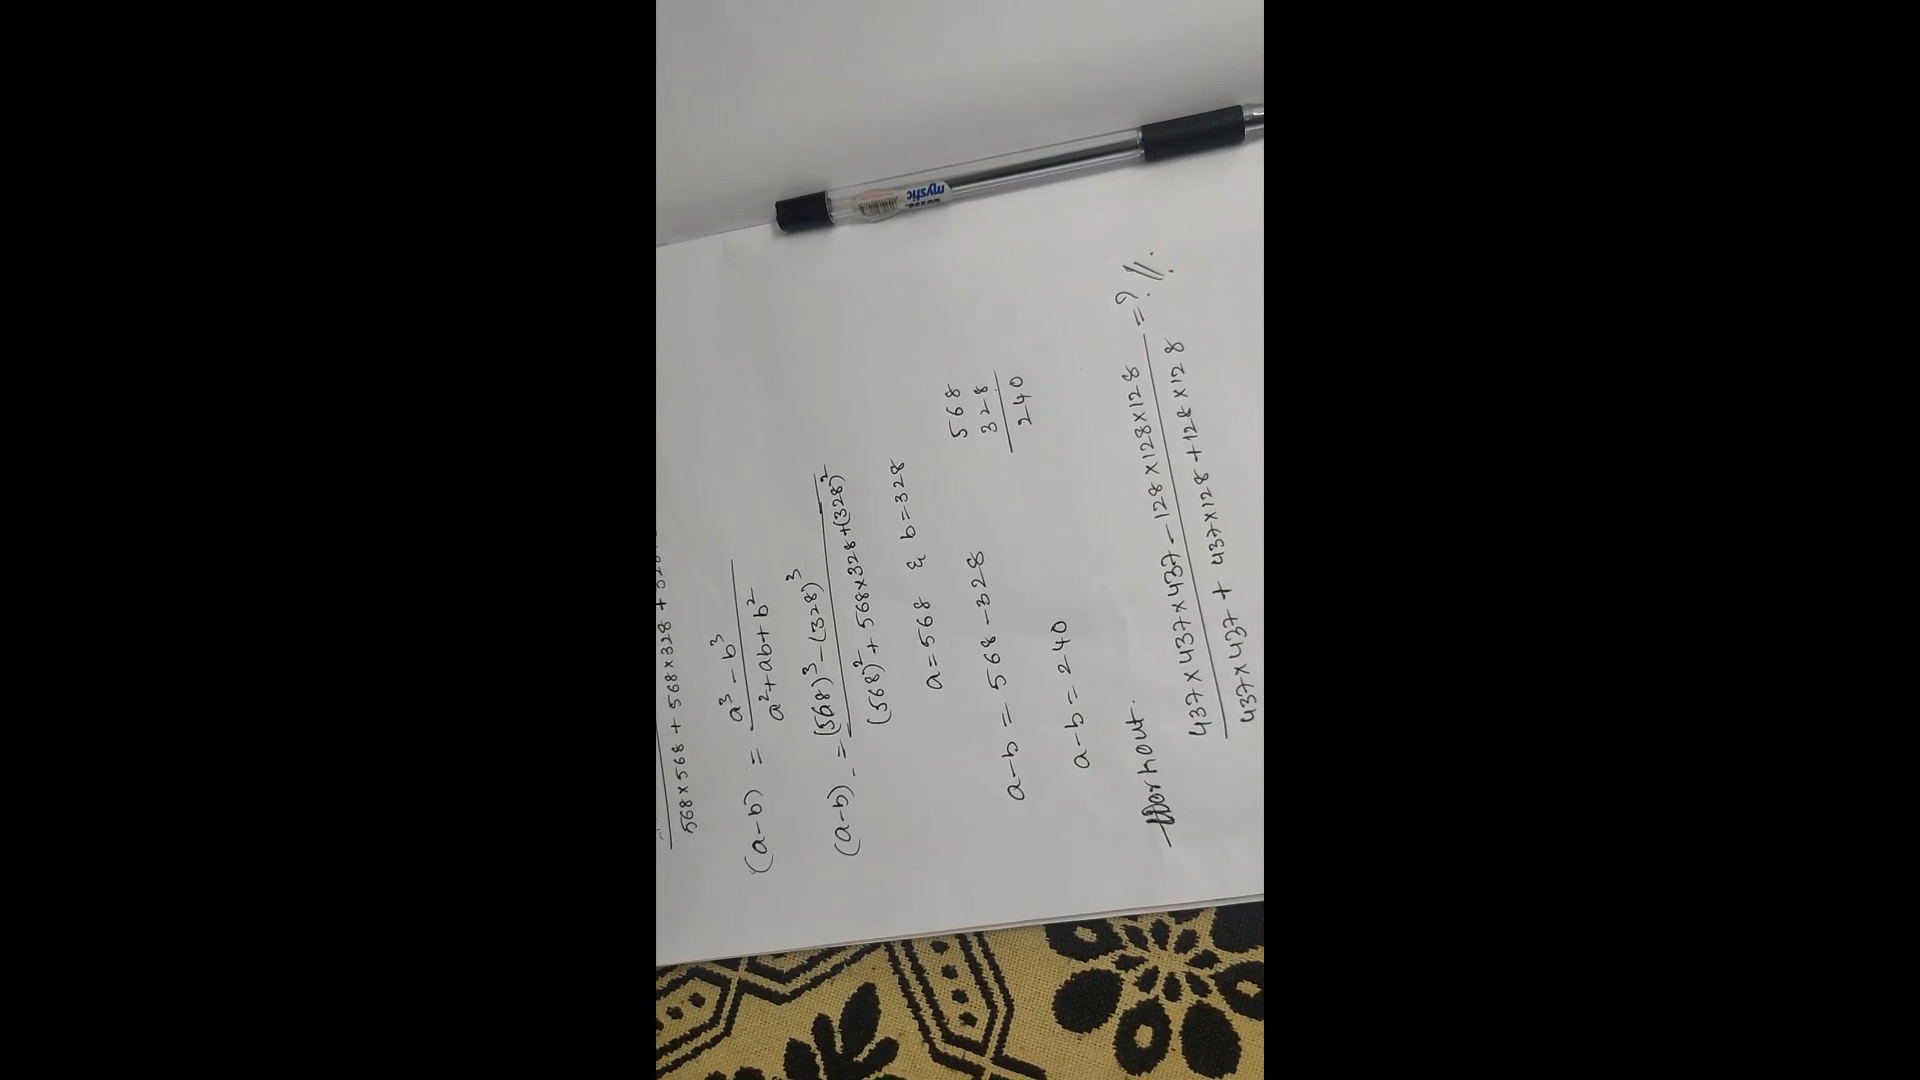 568×568 + 568×328 + 328
(a-b) = a³ - b³ / a²+ab+b²
(a-b) = (568)³-(328)³ / (568)²+568×328+(328)²
a=568 & b=328
a-b = 568-328
568
328
240
a-b = 240
Workout.
437×437×437-128×128×128 / 437×437+437×128+128×128 = ? //.
mystic